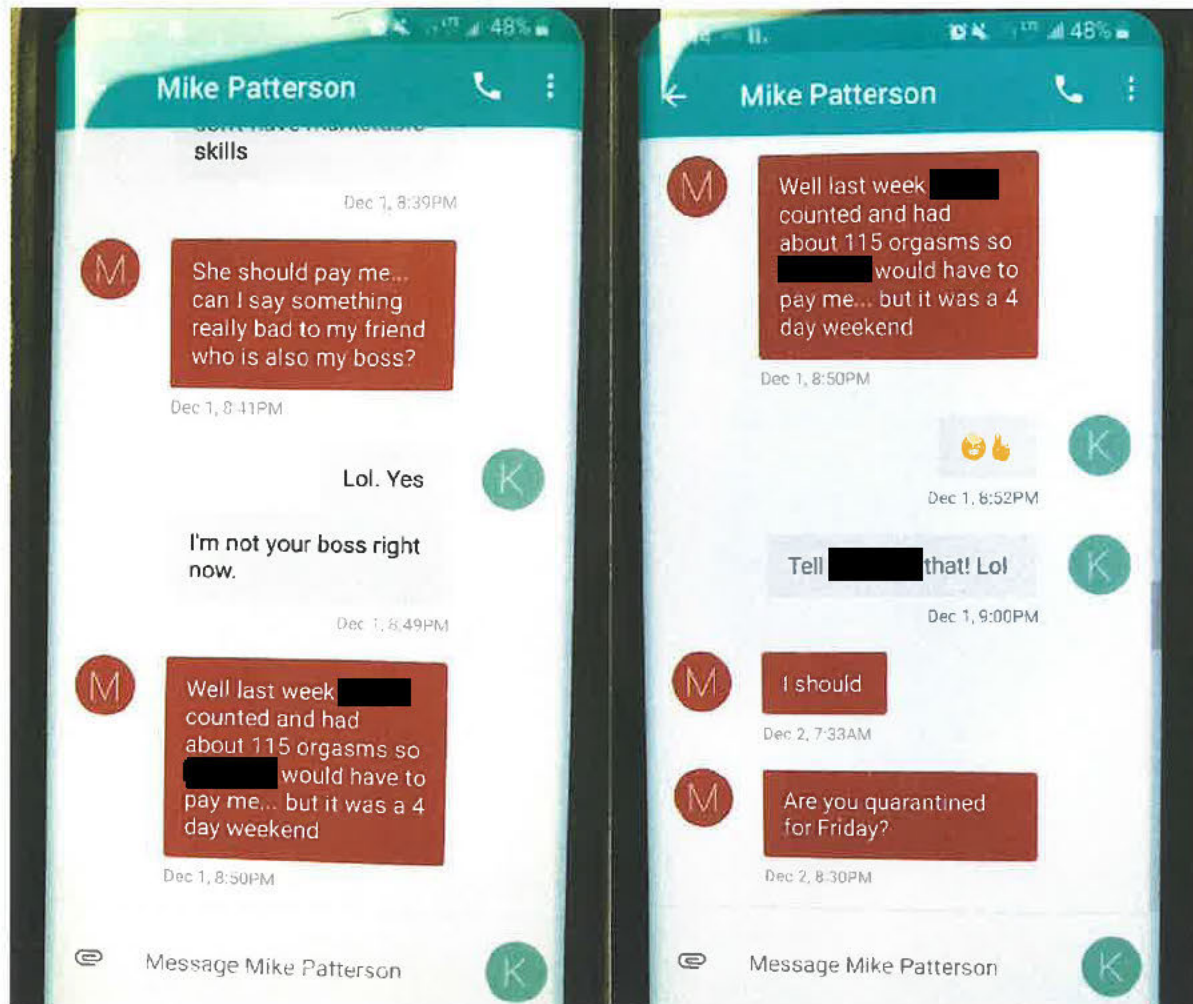 48%
Mike Patterson
skills
Dec 1, 8:39PM
M
She should pay me...
can I say something
really bad to my friend
who is also my boss?
Dec 1, 8:41PM
Lol. Yes
K
I'm not your boss right
now.
Dec 1, 8:49PM
M
Well last week
counted and had
about 115 orgasms so
would have to
pay me... but it was a 4
day weekend
Dec 1, 8:50PM
Message Mike Patterson
K
LTE 48%
Mike Patterson
M
Well last week
counted and had
about 115 orgasms so
would have to
pay me... but it was a 4
day weekend
Dec 1, 8:50PM
K
Dec 1, 8:52PM
Tell that! Lol
K
Dec 1, 9:00PM
M
I should
Dec 2, 7:33AM
M
Are you quarantined
for Friday?
Dec 2, 8:30PM
Message Mike Patterson
K